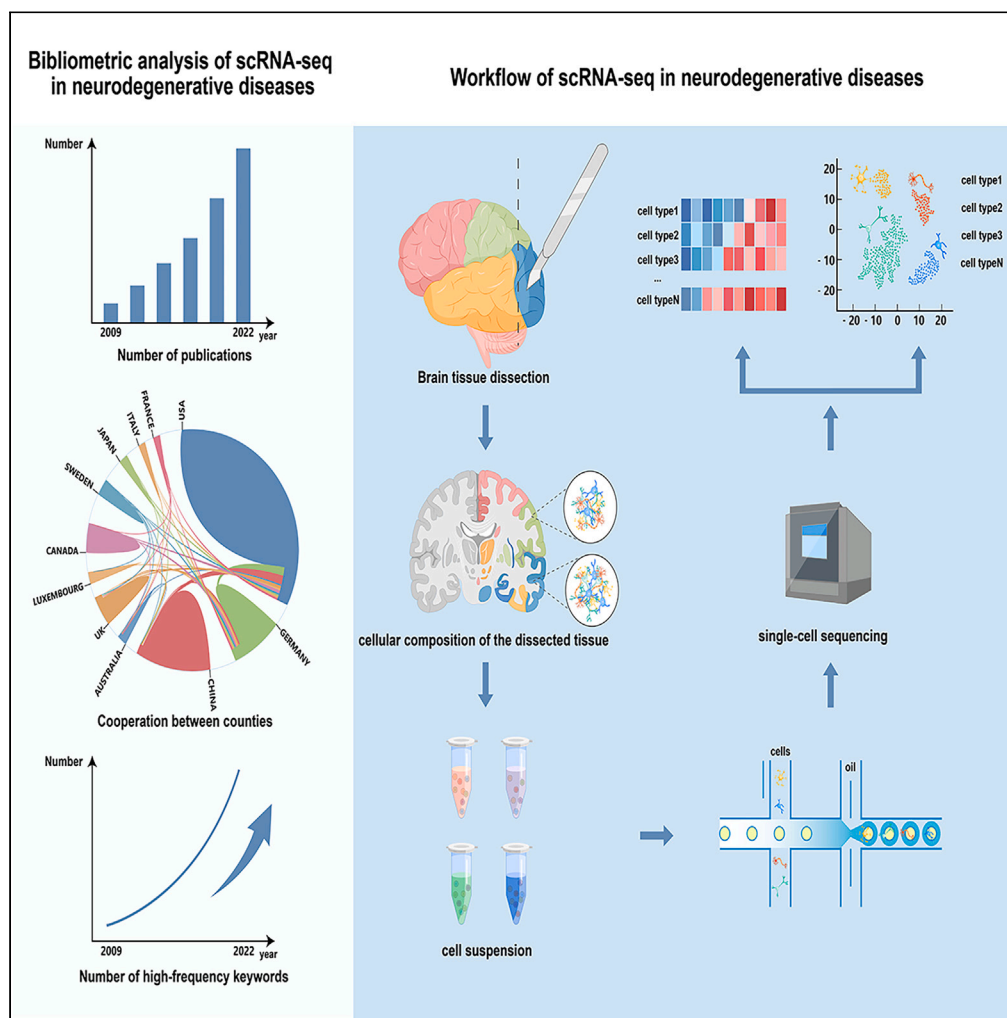 Bibliometric analysis of scRNA-seq
in neurodegenerative diseases
Number
2009
2022
year
Number of publications
USA
FRANCE
ITALY
JAPAN
SWEDEN
CANADA
LUXEMBOURG
UK
AUSTRALIA
CHINA
GERMANY
Cooperation between counties
Number
2009
2022
year
Number of high-frequency keywords
Workflow of scRNA-seq in neurodegenerative diseases
Brain tissue dissection
cellular composition of the dissected tissue
cell suspension
cells
oil
single-cell sequencing
cell type1
cell type2
cell type3
...
cell typeN
20
10
0
- 10
- 20
- 20
- 10
0
10
20
cell type1
cell type2
cell type3
cell typeN